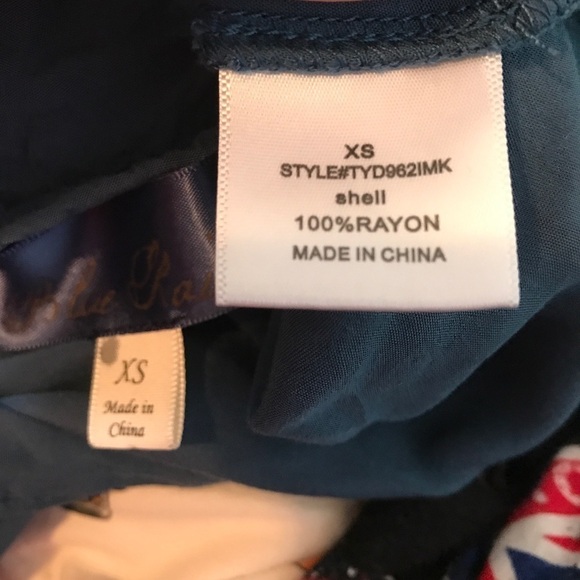 XS
STYLE#TYD962IMK
shell
100%RAYON
MADE IN CHINA
XS
Made in
China